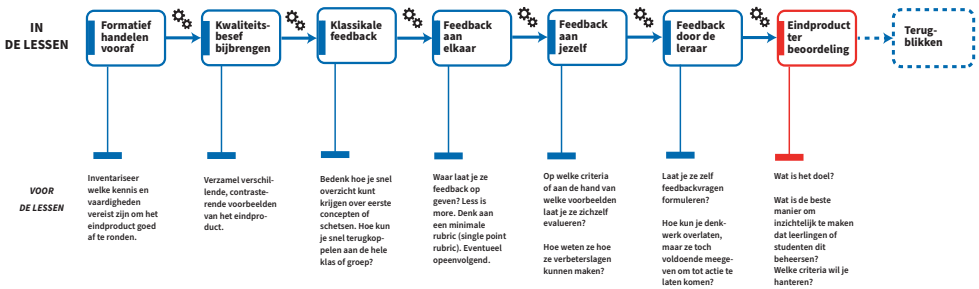 IN
DE LESSEN
Formatief
handelen
vooraf
Kwaliteits-
besef
bijbrengen
Klassikale
feedback
Feedback
aan
elkaar
Feedback
aan
jezelf
Feedback
door de
leraar
Eindproduct
ter
beoordeling
Terug-
blikken
VOOR
DE LESSEN
Inventariseer
welke kennis en
vaardigheden
vereist zijn om het
eindproduct goed
af te ronden.
Verzamel verschil-
lende, contraste-
rende voorbeelden
van het eindpro-
duct.
Bedenk hoe je snel
overzicht kunt
krijgen over eerste
concepten of
schetsen. Hoe kun
je snel terugkop-
pelen aan de hele
klas of groep?
Waar laat je ze
feedback op
geven? Less is
more. Denk aan
een minimale
rubric (single point
rubric). Eventueel
opeenvolgend.
Op welke criteria
of aan de hand van
welke voorbeelden
laat je ze zichzelf
evalueren?
Hoe weten ze hoe
ze verbeterslagen
kunnen maken?
Laat je ze zelf
feedbackvragen
formuleren?
Hoe kun je denk-
werk overlaten,
maar ze toch
voldoende meege-
ven om tot actie te
laten komen?
Wat is het doel?
Wat is de beste
manier om
inzichtelijk te maken
dat leerlingen of
studenten dit
beheersen?
Welke criteria wil je
hanteren?